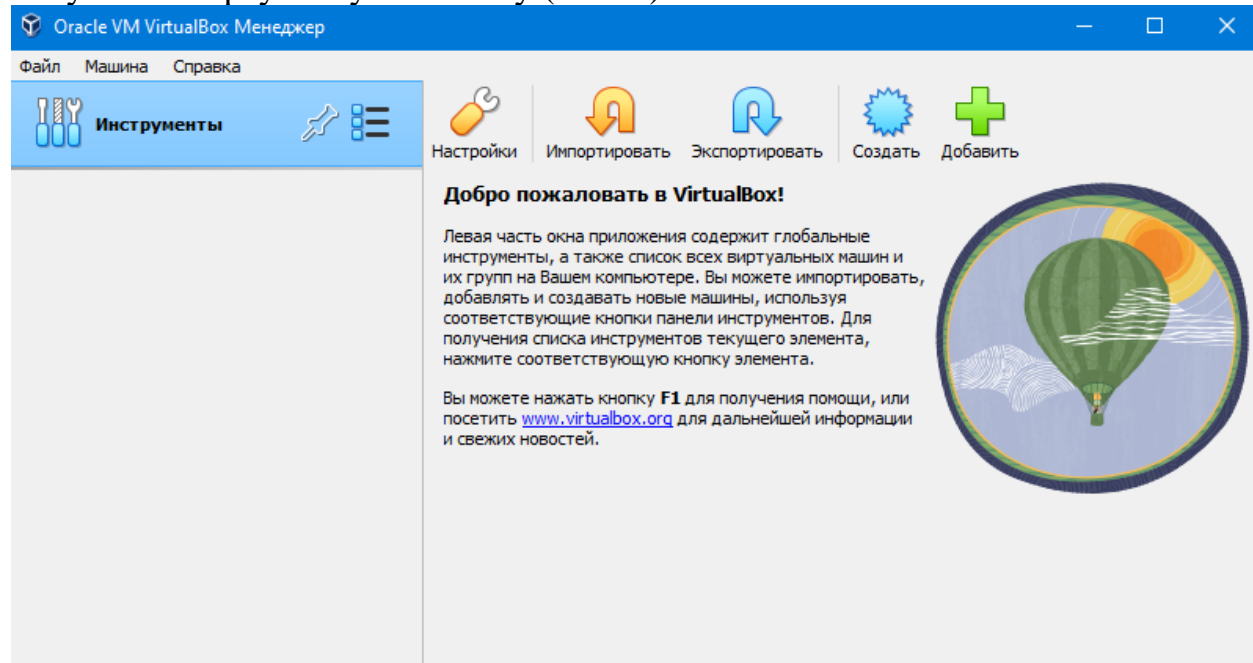 Oracle VM VirtualBox Менеджер
Файл Машина Справка
Инструменты
Настройки Импортировать Экспортировать Создать Добавить
Добро пожаловать в VirtualBox!
Левая часть окна приложения содержит глобальные
инструменты, а также список всех виртуальных машин и
их групп на Вашем компьютере. Вы можете импортировать,
добавлять и создавать новые машины, используя
соответствующие кнопки панели инструментов. Для
получения списка инструментов текущего элемента,
нажмите соответствующую кнопку элемента.
Вы можете нажать кнопку F1 для получения помощи, или
посетить www.virtualbox.org для дальнейшей информации
и свежих новостей.